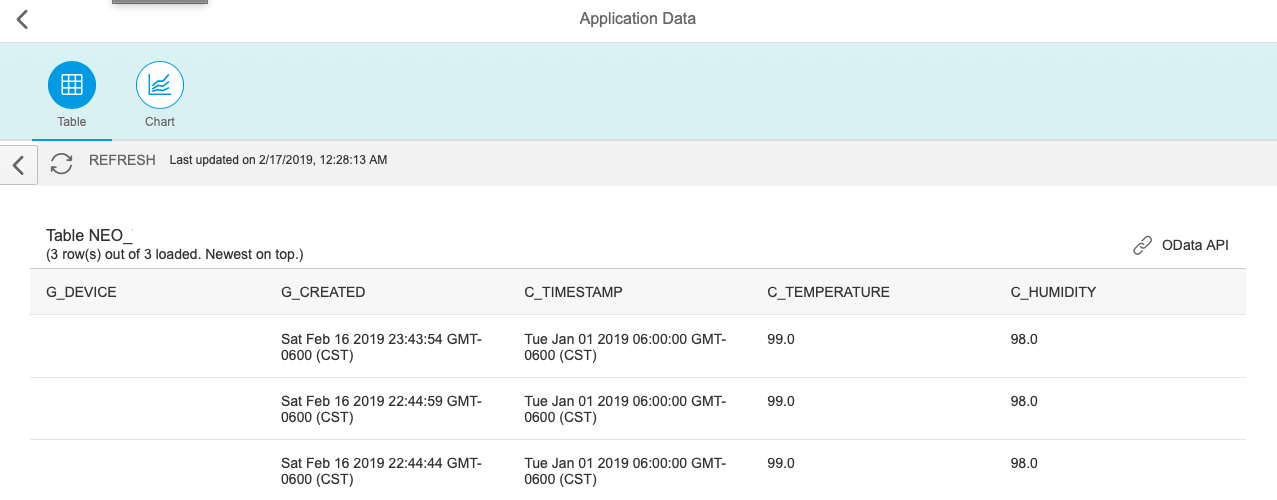 Application Data
Table
Chart
REFRESH Last updated on 2/17/2019, 12:28:13 AM
Table NEO_
(3 row(s) out of 3 loaded. Newest on top.)
OData API
G_DEVICE G_CREATED C_TIMESTAMP C_TEMPERATURE C_HUMIDITY
Sat Feb 16 2019 23:43:54 GMT- Tue Jan 01 2019 06:00:00 GMT- 99.0 98.0
0600 (CST) 0600 (CST)
Sat Feb 16 2019 22:44:59 GMT- Tue Jan 01 2019 06:00:00 GMT- 99.0 98.0
0600 (CST) 0600 (CST)
Sat Feb 16 2019 22:44:44 GMT- Tue Jan 01 2019 06:00:00 GMT- 99.0 98.0
0600 (CST) 0600 (CST)